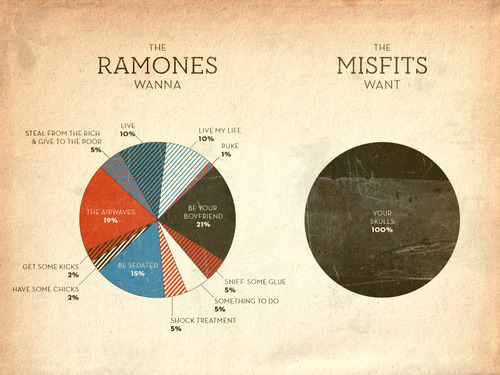 THE
RAMONES
WANNA
THE
MISFITS
WANT
LIVE
10%
LIVE MY LIFE
10%
STEAL FROM THE RICH
& GIVE TO THE POOR
5%
PUKE
1%
THE AIRWAVES
19%
BE YOUR
BOYFRIEND
21%
YOUR
SKULLS
100%
GET SOME KICKS
2%
BE SEDATED
15%
HAVE SOME CHICKS
2%
SNIFF SOME GLUE
5%
SOMETHING TO DO
5%
SHOCK TREATMENT
5%